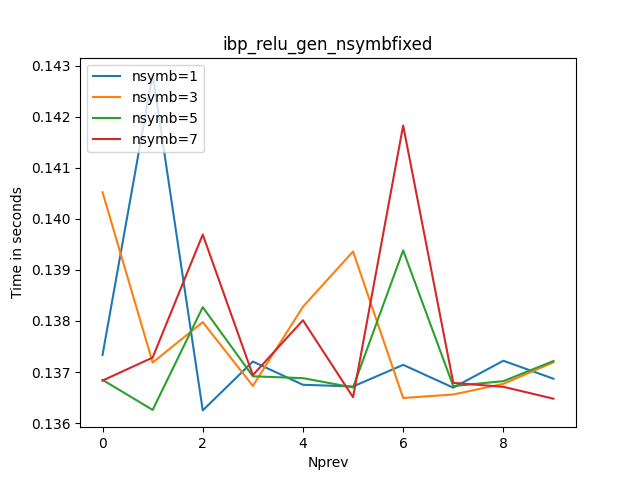 ibp_relu_gen_nsymbfixed
nsymb=1
nsymb=3
nsymb=5
nsymb=7
0.143
0.142
0.141
0.140
0.139
0.138
0.137
0.136
Time in seconds
0 2 4 6 8
Nprev